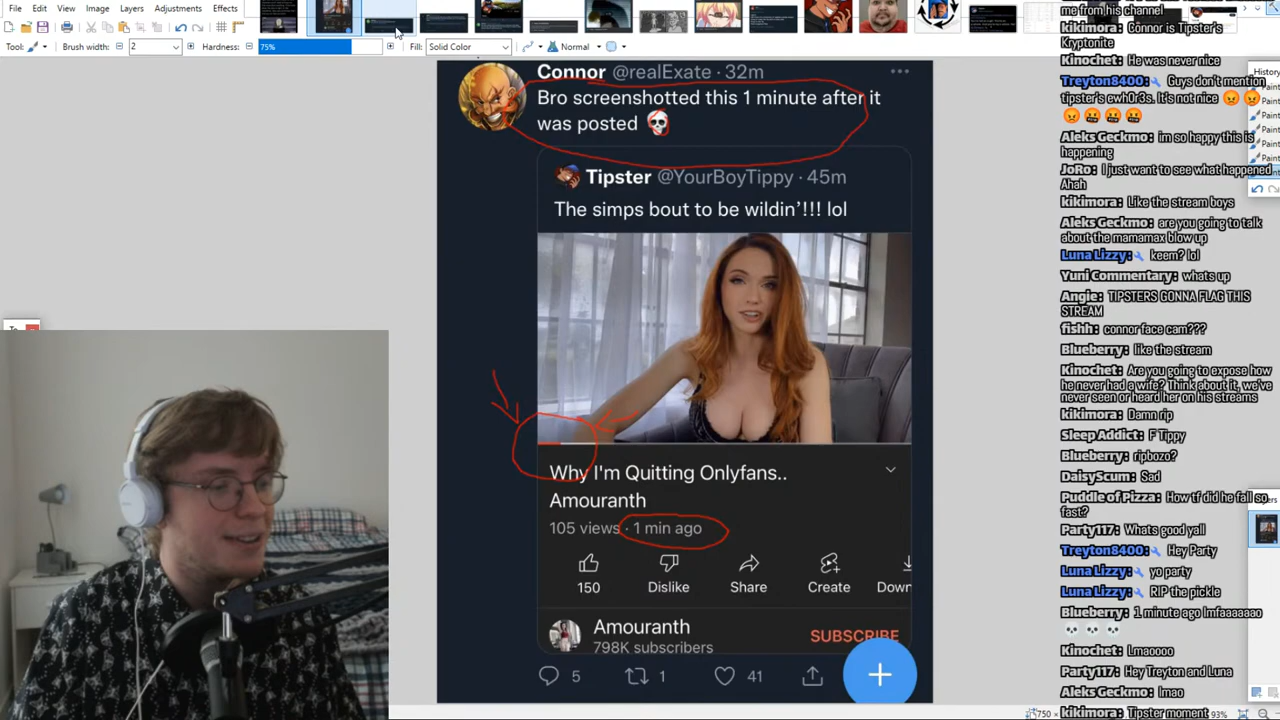 Edit
View
Image
Layers
Adjustments
Effects
Tool:
Brush width:
Hardness:
75%
Fill:
Solid Color
Normal
Connor @realExate · 32m
Bro screenshotted this 1 minute after it
was posted 💀
Tipster @YourBoyTippy · 45m
The simps bout to be wildin'!!! lol
Why I'm Quitting Onlyfans..
Amouranth
105 views · 1 min ago
150
Dislike
Share
Create
Down
Amouranth
798K subscribers
SUBSCRIBE
5
1
41
me from his channel
kikimora: Connor is Tipster's
Kryptonite
Kinochet: He was never nice
Treyton8400 : Guys don't mention
tipster's ewh0r3s. It's not nice 😡 😡
😡 🤬 🤬 🤬 🤬
Aleks Geckmo: im so happy this is
happening
JoRo: I just want to see what happened
Ahah
kikimora: Like the stream boys
Aleks Geckmo: are you going to talk
about the mamamax blow up
Luna Lizzy: keem? lol
Yuni Commentary: whats up
Angie: TIPSTERS GONNA FLAG THIS
STREAM
fishh: connor face cam???
Blueberry: like the stream
Kinochet: Are you going to expose how
he never had a wife? Think about it, we've
never seen or heard her on his streams
kikimora: Damn rip
Sleep Addict: F Tippy
Blueberry: ripbozo?
DaisyScum: Sad
Puddle of Pizza: How tf did he fall so
fast?
Party117: Whats good yall
Treyton8400 : Hey Party
Luna Lizzy: yo party
Luna Lizzy: RIP the pickle
Blueberry: 1 minute ago lmfaaaaaao
💀 💀 💀
Kinochet: Lmaoooo
Party117: Hey Treyton and Luna
Aleks Geckmo: lmao
kikimora: Tipster moment
History
Paint
Paint
Paint
Paint
Paint
750
93%